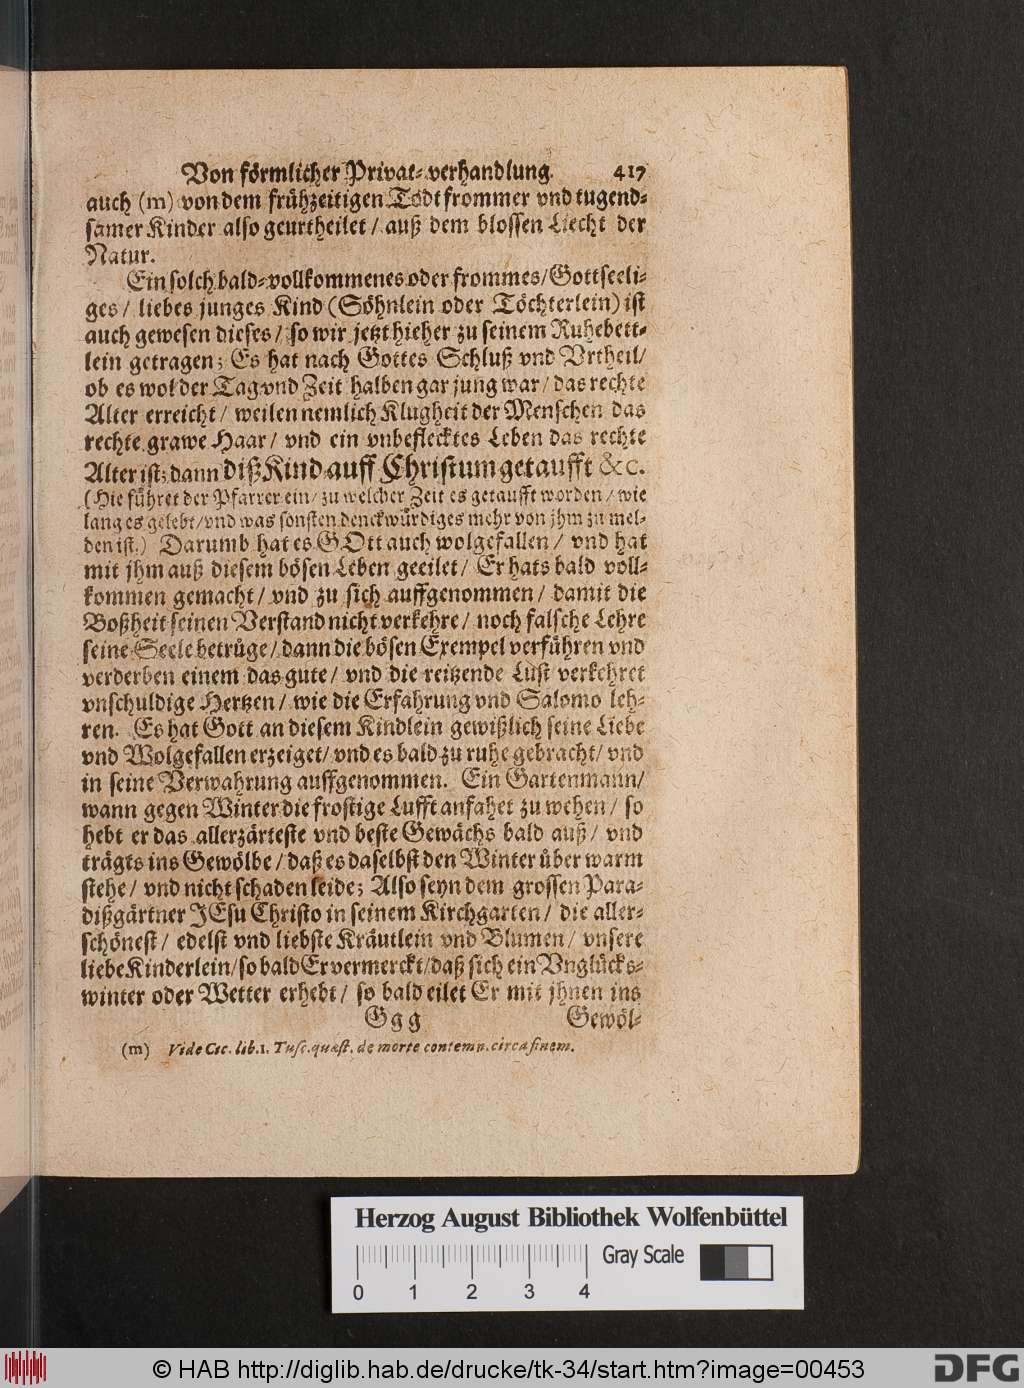 Von förmlicher Privat-verhandlung. 417
auch (m) von dem frühzeitigen Todt frommer vnd tugend-
samer Kinder also geurtheilet / auß dem blossen Liecht der
Natur.
Ein solch bald-vollkommenes oder frommes / Gottseeli-
ges / liebes junges Kind (Söhnlein oder Töchterlein) ist
auch gewesen dieses / so wir jetzt hieher zu seinem Ruhebett-
lein getragen; Es hat nach Gottes Schluß vnd Vrtheil /
ob es wol der Tag vnd Zeit halben gar jung war / das rechte
Alter erreicht / weilen nemlich Klugheit der Menschen das
rechte grawe Haar / vnd ein vnbeflecktes Leben das rechte
Alter ist; dann diß Kind auff Christum getaufft &c.
(Hie führet der Pfarrer ein / zu welcher Zeit es getaufft worden / wie
lang es gelebt / vnd was sonsten denckwürdiges mehr von jhm zu mel-
den ist.) Darumb hat es GOtt auch wolgefallen / vnd hat
mit jhm auß diesem bösen Leben geeilet / Er hats bald voll-
kommen gemacht / vnd zu sich auffgenommen / damit die
Boßheit seinen Verstand nicht verkehre / noch falsche Lehre
seine Seele betrüge / dann die bösen Exempel verführen vnd
verderben einem das gute / vnd die reitzende Lust verkehret
vnschuldige Hertzen / wie die Erfahrung vnd Salomo leh-
ren. Es hat Gott an diesem Kindlein gewißlich seine Liebe
vnd Wolgefallen erzeiget / vnd es bald zu ruhe gebracht / vnd
in seine Verwahrung auffgenommen. Ein Gartenmann /
wann gegen Winter die frostige Lufft anfahet zu wehen / so
hebt er das allerzärteste vnd beste Gewächs bald auß / vnd
trägts ins Gewölbe / daß es daselbst den Winter über warm
stehe / vnd nicht schaden leide; Also seyn dem grossen Para-
dißgärtner JEsu Christo in seinem Kirchgarten / die aller-
schönest / edelst vnd liebste Kräutlein vnd Blumen / vnsere
liebe Kinderlein / so bald Er vermerckt / daß sich ein Vnglücks-
winter oder Wetter erhebt / so bald eilet Er mit jhnen ins
Ggg Gewöl-
(m) Vide Cic. lib. 1. Tusc. quæst. de morte contemn. circa finem.
Herzog August Bibliothek Wolfenbüttel
Gray Scale
0 1 2 3 4
© HAB http://diglib.hab.de/drucke/tk-34/start.htm?image=00453
DFG